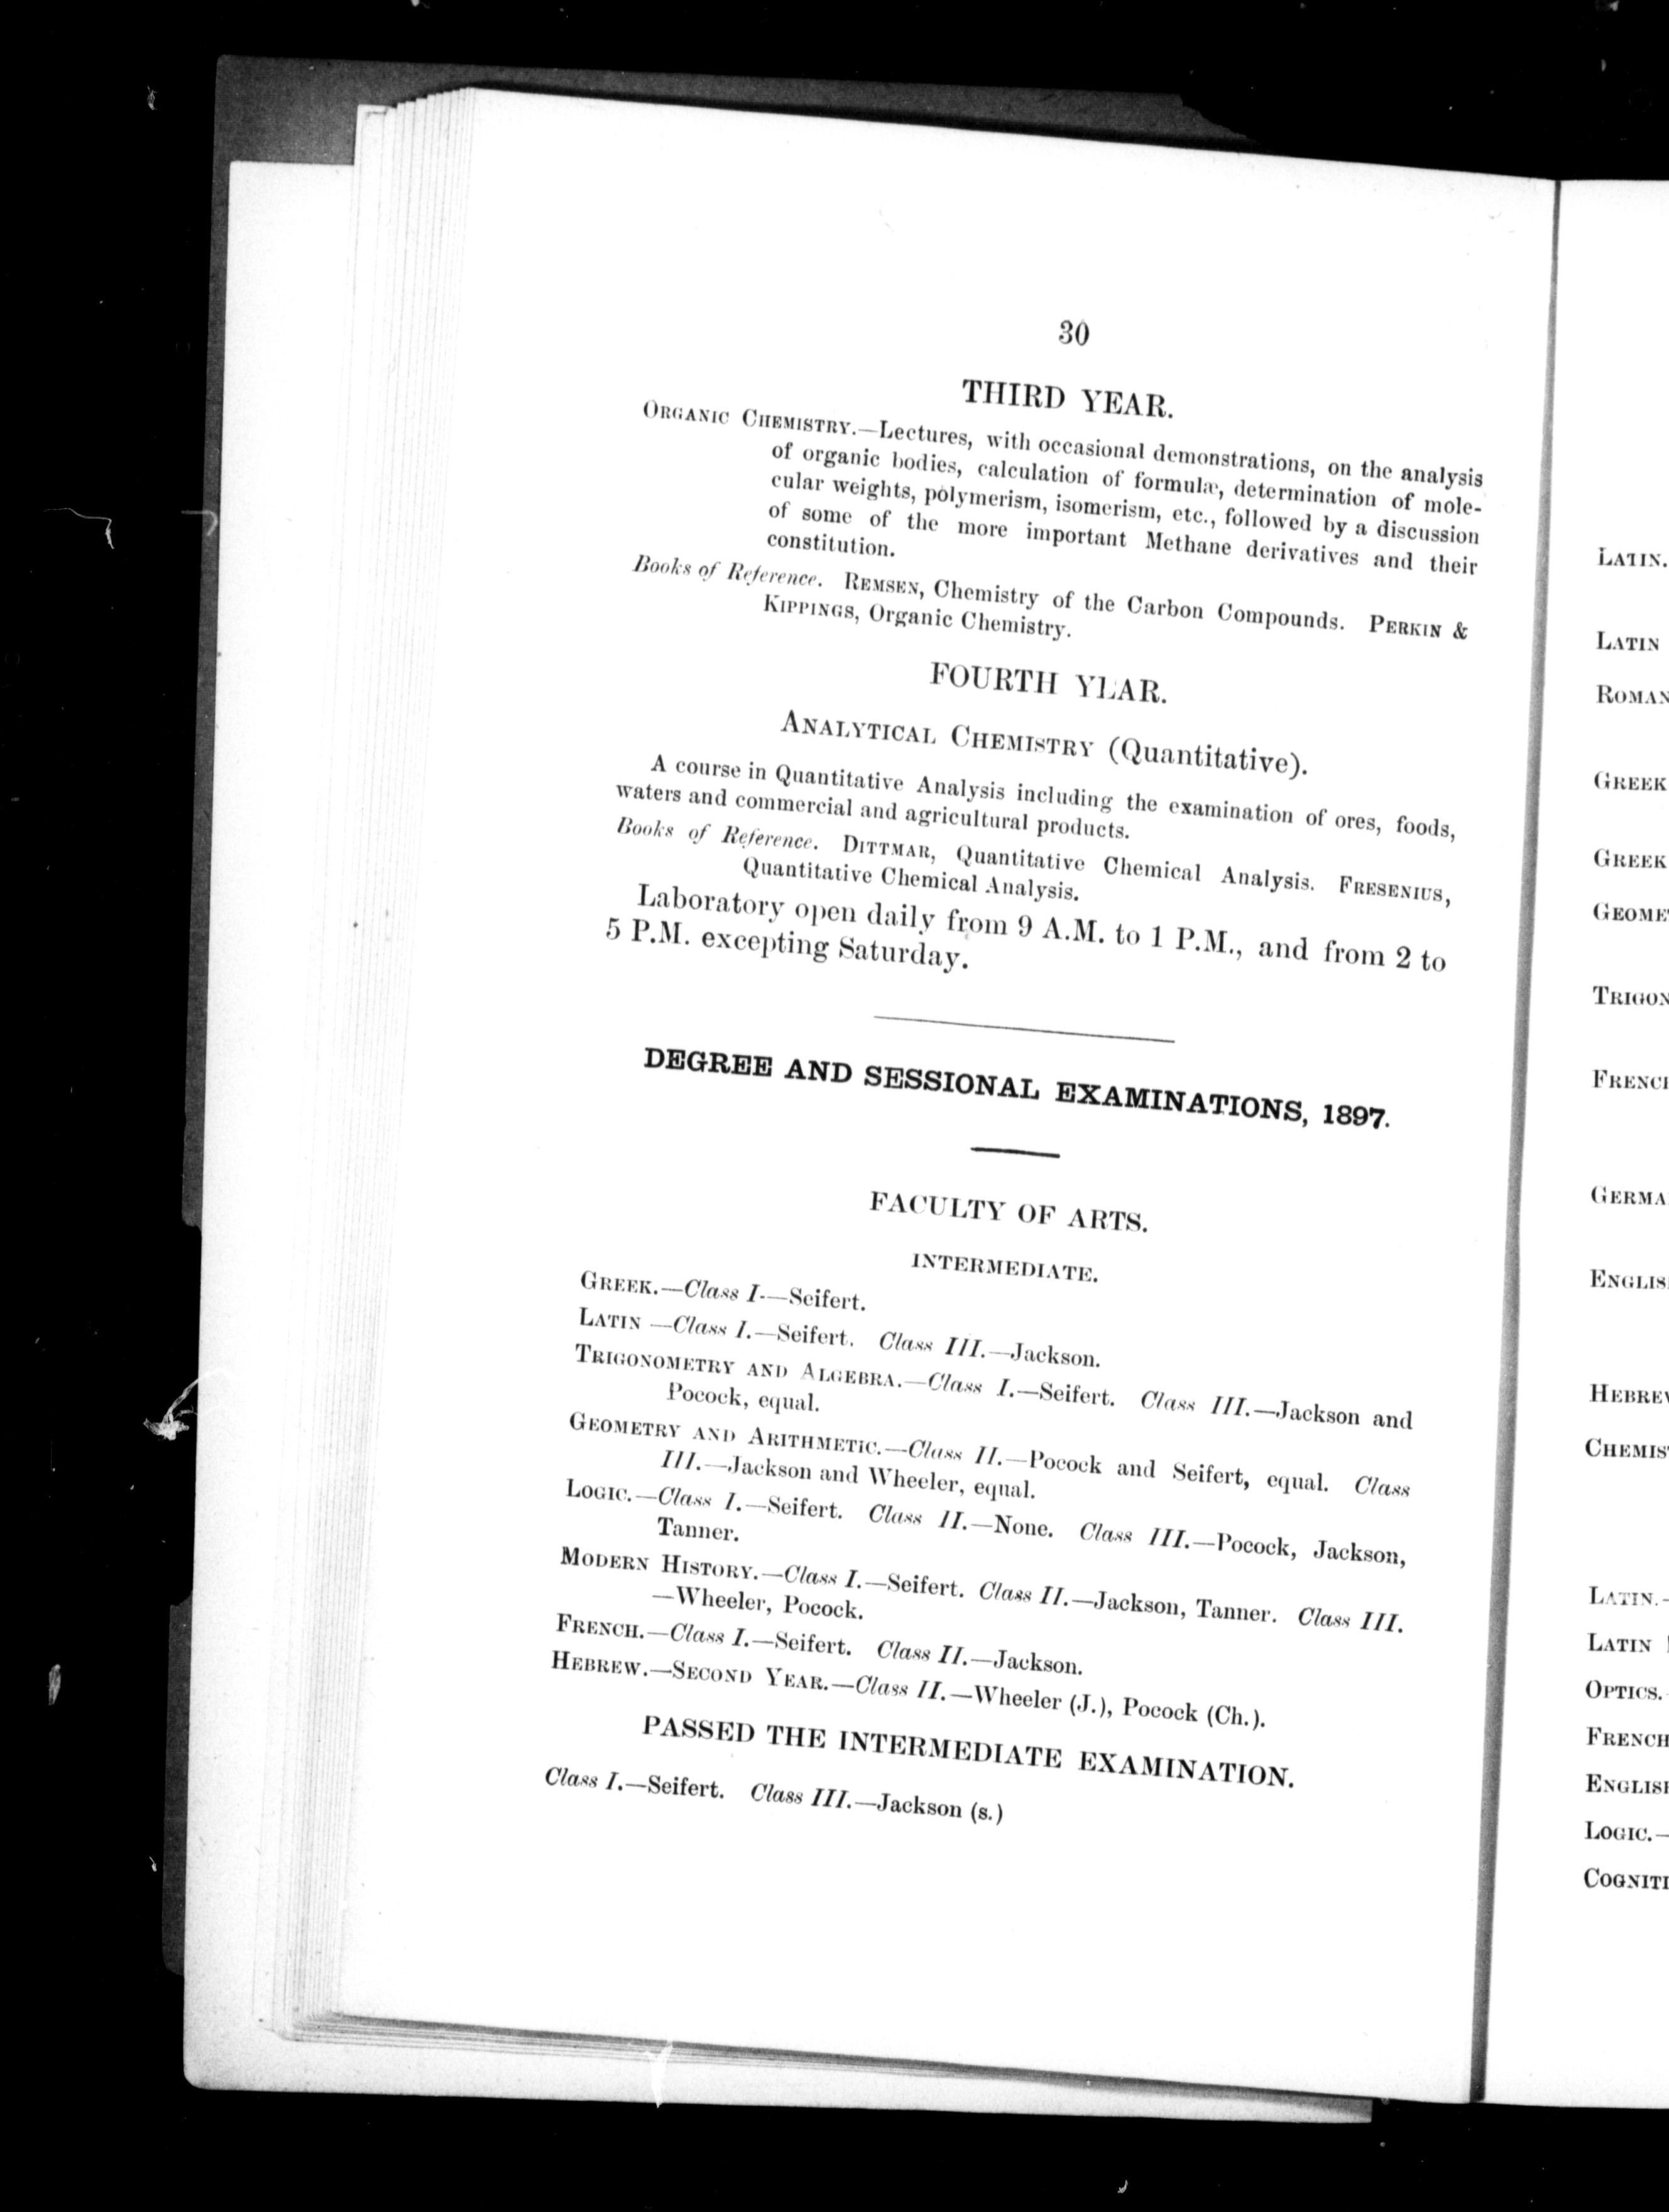 30
THIRD YEAR.
ORGANIC CHEMISTRY.—Lectures, with occasional demonstrations, on the analysis
of organic bodies, calculation of formulæ, determination of mole-
cular weights, polymerism, isomerism, etc., followed by a discussion
of some of the more important Methane derivatives and their
constitution.
Books of Reference. REMSEN, Chemistry of the Carbon Compounds. PERKIN &
KIPPINGS, Organic Chemistry.
FOURTH YEAR.
ANALYTICAL CHEMISTRY (Quantitative).
A course in Quantitative Analysis including the examination of ores, foods,
waters and commercial and agricultural products.
Books of Reference. DITTMAR, Quantitative Chemical Analysis. FRESENIUS,
Quantitative Chemical Analysis.
Laboratory open daily from 9 A.M. to 1 P.M., and from 2 to
5 P.M. excepting Saturday.
DEGREE AND SESSIONAL EXAMINATIONS, 1897.
FACULTY OF ARTS.
INTERMEDIATE.
GREEK.—Class I.—Seifert.
LATIN —Class I.—Seifert. Class III.—Jackson.
TRIGONOMETRY AND ALGEBRA.—Class I.—Seifert. Class III.—Jackson and
Pocock, equal.
GEOMETRY AND ARITHMETIC.—Class II.—Pocock and Seifert, equal. Class
III.—Jackson and Wheeler, equal.
LOGIC.—Class I.—Seifert. Class II.—None. Class III.—Pocock, Jackson,
Tanner.
MODERN HISTORY.—Class I.—Seifert. Class II.—Jackson, Tanner. Class III.
—Wheeler, Pocock.
FRENCH.—Class I.—Seifert. Class II.—Jackson.
HEBREW.—SECOND YEAR.—Class II.—Wheeler (J.), Pocock (Ch.).
PASSED THE INTERMEDIATE EXAMINATION.
Class I.—Seifert. Class III.—Jackson (s.)
LATIN.
LATIN
ROMAN
GREEK
GREEK
GEOME
TRIGON
FRENCH
GERMA
ENGLIS
HEBREW
CHEMIS
LATIN.-
LATIN
OPTICS.
FRENCH
ENGLISH
LOGIC.—
COGNITI